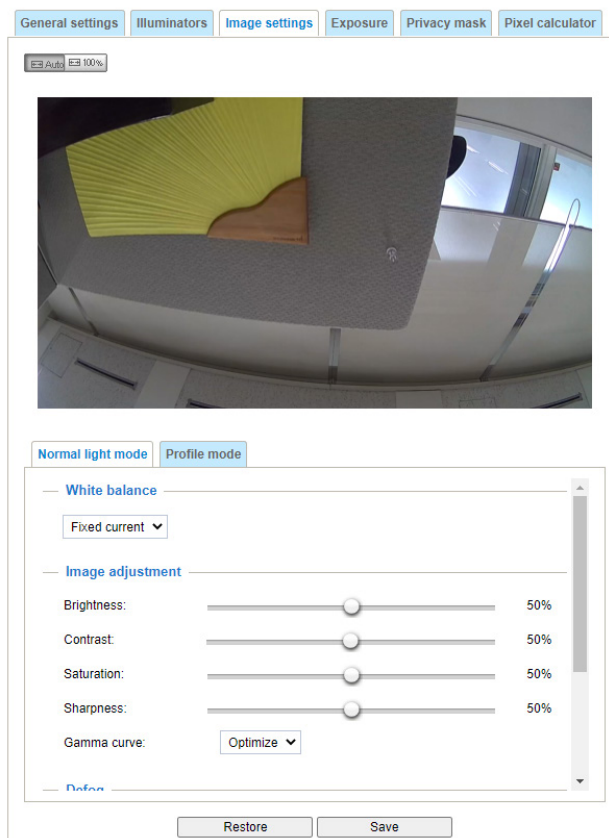 General settings Illuminators Image settings Exposure Privacy mask Pixel calculator
Auto 100%
Normal light mode Profile mode
White balance
Fixed current
Image adjustment
Brightness: 50%
Contrast: 50%
Saturation: 50%
Sharpness: 50%
Gamma curve: Optimize
Defog
Restore Save